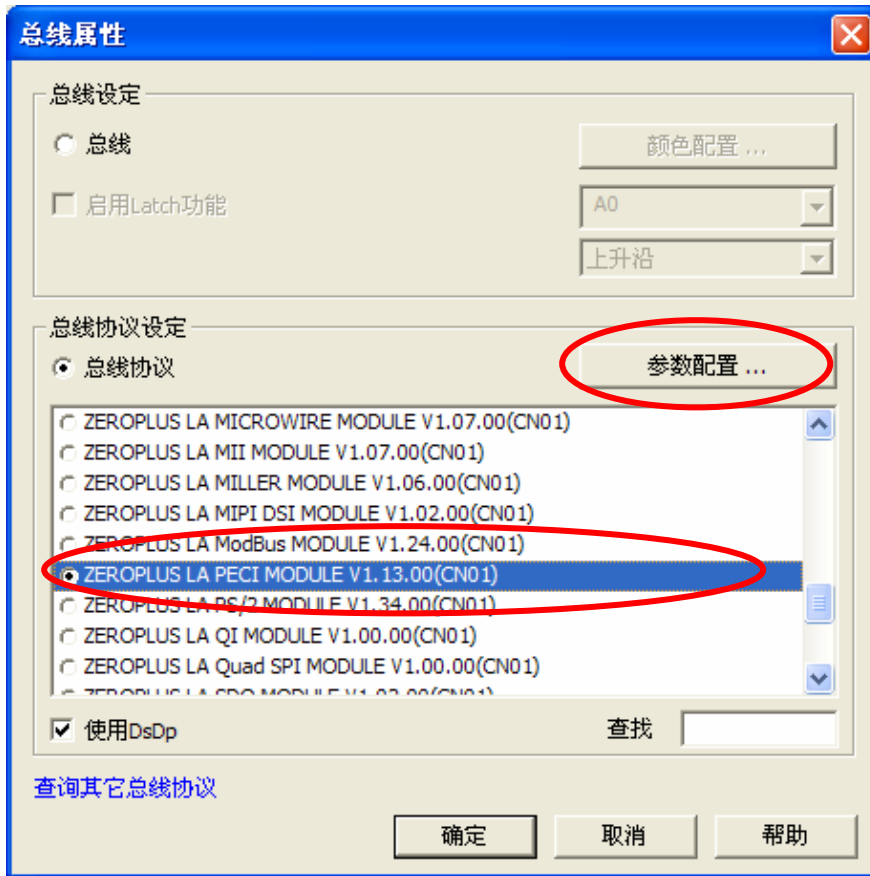 总线属性
总线设定
总线
颜色配置 ...
启用Latch功能
A0
上升沿
总线协议设定
总线协议
参数配置 ...
ZEROPLUS LA MICROWIRE MODULE V1.07.00(CN01)
ZEROPLUS LA MII MODULE V1.07.00(CN01)
ZEROPLUS LA MILLER MODULE V1.06.00(CN01)
ZEROPLUS LA MIPI DSI MODULE V1.02.00(CN01)
ZEROPLUS LA ModBus MODULE V1.24.00(CN01)
ZEROPLUS LA PECI MODULE V1.13.00(CN01)
ZEROPLUS LA PS/2 MODULE V1.34.00(CN01)
ZEROPLUS LA QI MODULE V1.00.00(CN01)
ZEROPLUS LA Quad SPI MODULE V1.00.00(CN01)
使用DsDp
查找
查询其它总线协议
确定
取消
帮助